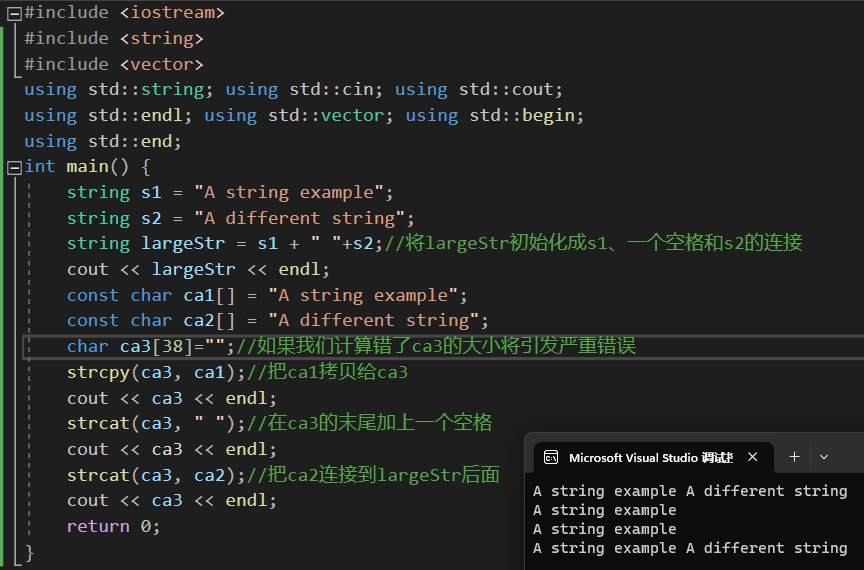 #include <iostream>
#include <string>
#include <vector>
using std::string; using std::cin; using std::cout;
using std::endl; using std::vector; using std::begin;
using std::end;
int main() {
string s1 = "A string example";
string s2 = "A different string";
string largeStr = s1 + " "+s2;//将largeStr初始化成s1、一个空格和s2的连接
cout << largeStr << endl;
const char ca1[] = "A string example";
const char ca2[] = "A different string";
char ca3[38]="";//如果我们计算错了ca3的大小将引发严重错误
strcpy(ca3, ca1);//把ca1拷贝给ca3
cout << ca3 << endl;
strcat(ca3, " ");//在ca3的末尾加上一个空格
cout << ca3 << endl;
strcat(ca3, ca2);//把ca2连接到largeStr后面
cout << ca3 << endl;
return 0;
}
Microsoft Visual Studio 调试
A string example A different string
A string example
A string example
A string example A different string